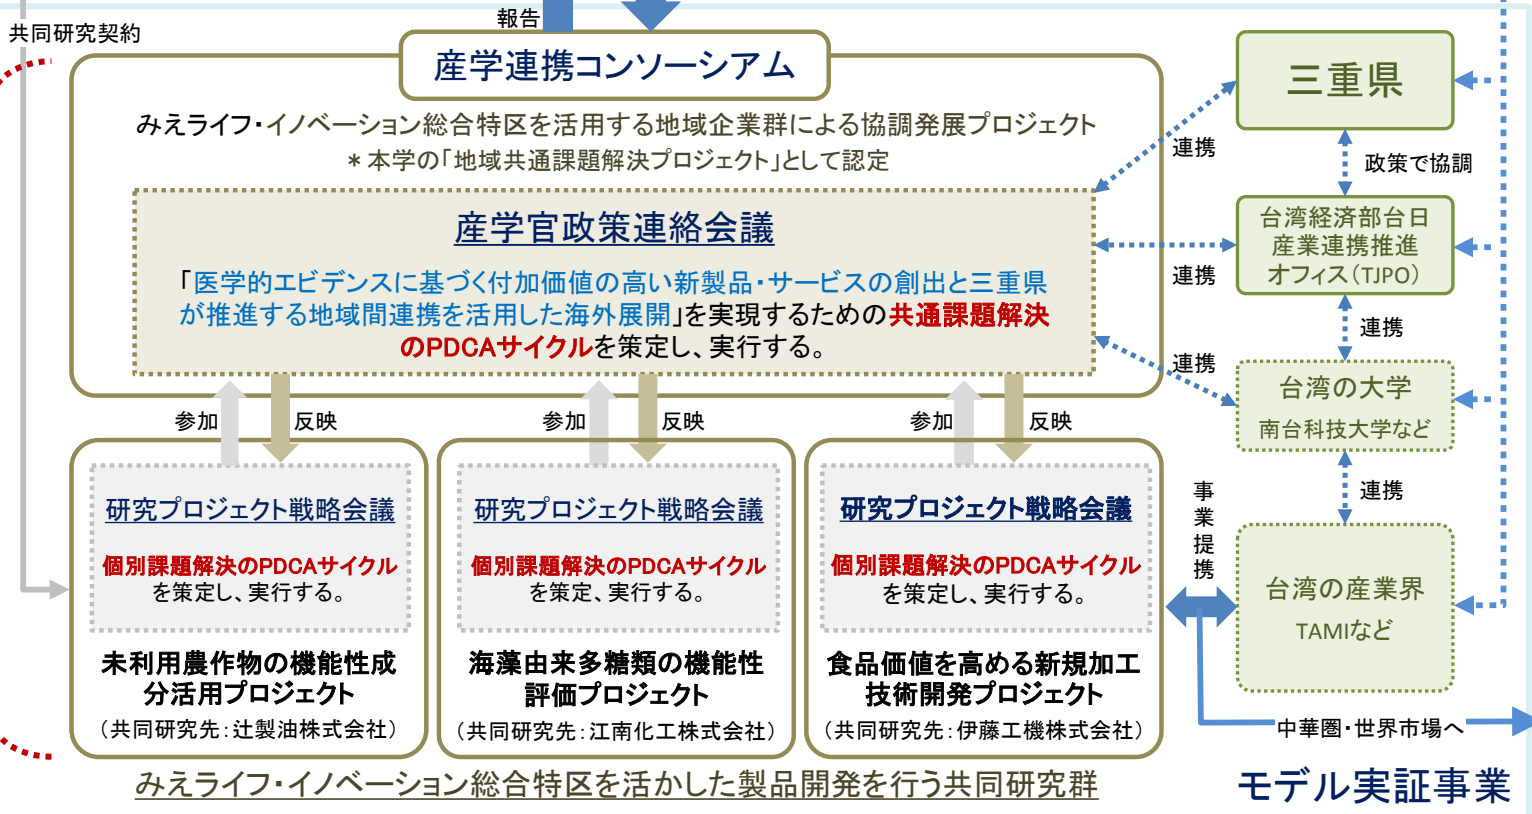 報告
共同研究契約
産学連携コンソーシアム
みえライフ・イノベーション総合特区を活用する地域企業群による協調発展プロジェクト
＊本学の「地域共通課題解決プロジェクト」として認定
産学官政策連絡会議
「医学的エビデンスに基づく付加価値の高い新製品・サービスの創出と三重県
が推進する地域間連携を活用した海外展開」を実現するための共通課題解決
のPDCAサイクルを策定し、実行する。
参加
反映
参加
反映
参加
反映
研究プロジェクト戦略会議
個別課題解決のPDCAサイクル
を策定し、実行する。
未利用農作物の機能性成
分活用プロジェクト
（共同研究先：辻製油株式会社）
研究プロジェクト戦略会議
個別課題解決のPDCAサイクル
を策定、実行する。
海藻由来多糖類の機能性
評価プロジェクト
（共同研究先：江南化工株式会社）
研究プロジェクト戦略会議
個別課題解決のPDCAサイクル
を策定し、実行する。
食品価値を高める新規加工
技術開発プロジェクト
（共同研究先：伊藤工機株式会社）
みえライフ・イノベーション総合特区を活かした製品開発を行う共同研究群
連携
連携
連携
三重県
政策で協調
台湾経済部台日
産業連携推進
オフィス（TJPO）
連携
台湾の大学
南台科技大学など
連携
事業提携
台湾の産業界
TAMIなど
中華圏・世界市場へ
モデル実証事業